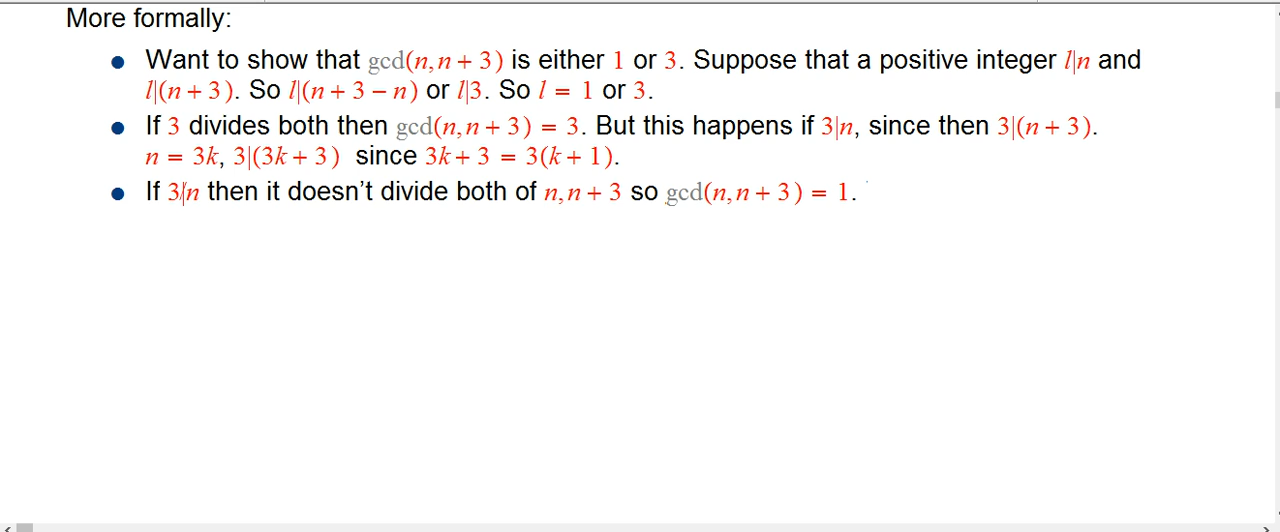 More formally:
• Want to show that gcd(n, n + 3) is either 1 or 3. Suppose that a positive integer l|n and
l|(n + 3). So l|(n + 3 − n) or l|3. So l = 1 or 3.
• If 3 divides both then gcd(n, n + 3) = 3. But this happens if 3|n, since then 3|(n + 3).
n = 3k, 3|(3k + 3) since 3k + 3 = 3(k + 1).
• If 3∤n then it doesn't divide both of n, n + 3 so gcd(n, n + 3) = 1.